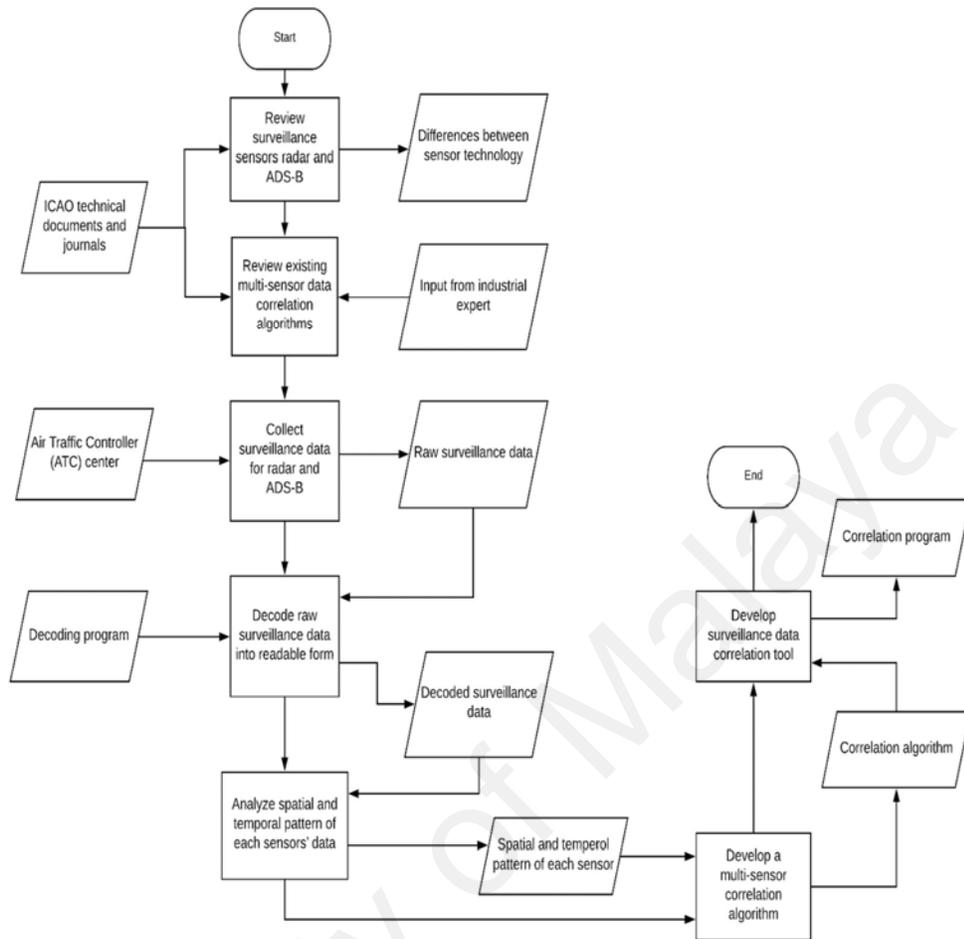 Start
Review
surveillance
sensors radar and
ADS-B
Differences between
sensor technology
ICAO technical
documents and
journals
Review existing
multi-sensor data
correlation
algorithms
Input from industrial
expert
Air Traffic Controller
(ATC) center
Collect
surveillance data
for radar and
ADS-B
Raw surveillance data
Decoding program
Decode raw
surveillance data
into readable form
Decoded surveillance
data
Analyze spatial and
temporal pattern of
each sensors' data
Spatial and temperol
pattern of each sensor
Develop a
multi-sensor
correlation
algorithm
Correlation algorithm
Develop
surveillance data
correlation tool
Correlation program
End
y of Malaya